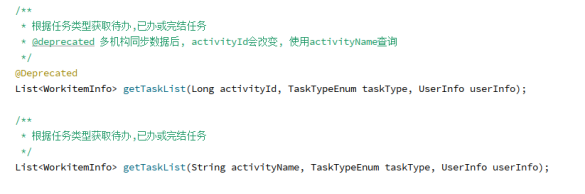 /**
* 根据任务类型获取待办,已办或完结任务
* @deprecated 多机构同步数据后, activityId会改变, 使用activityName查询
*/
@Deprecated
List<WorkitemInfo> getTaskList(Long activityId, TaskTypeEnum taskType, UserInfo userInfo);
/**
* 根据任务类型获取待办,已办或完结任务
*/
List<WorkitemInfo> getTaskList(String activityName, TaskTypeEnum taskType, UserInfo userInfo);